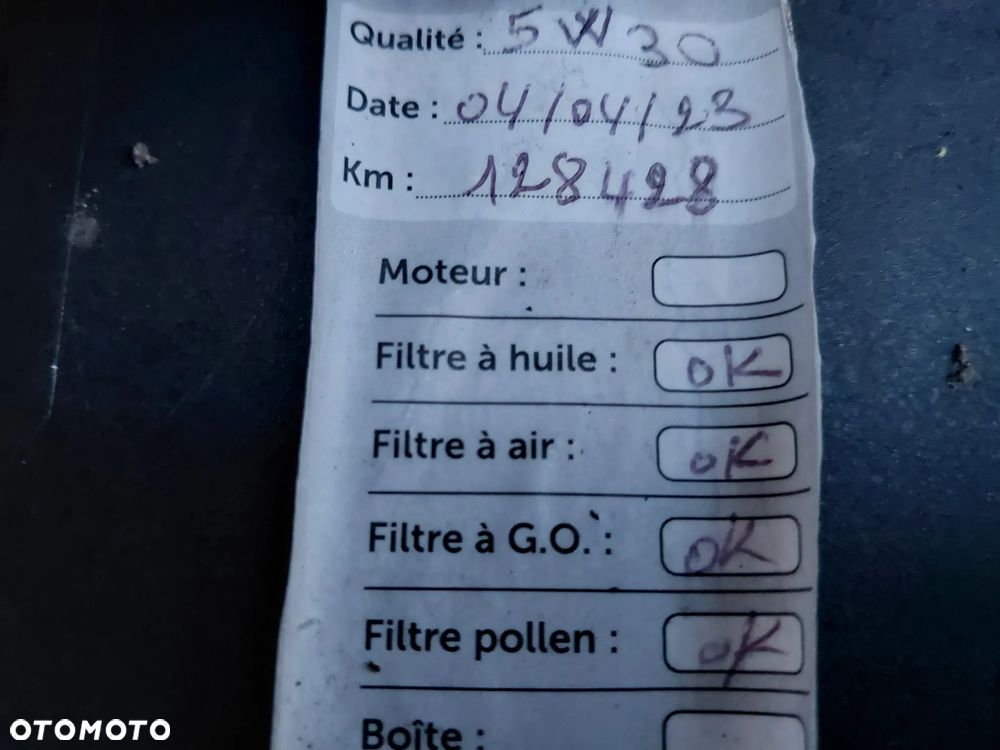 Qualité : 5W30
Date : 04/04/23
Km : 128428
Moteur :
Filtre à huile : OK
Filtre à air : OK
Filtre à G.O. : OK
Filtre pollen : OK
Boîte :
OTOMOTO